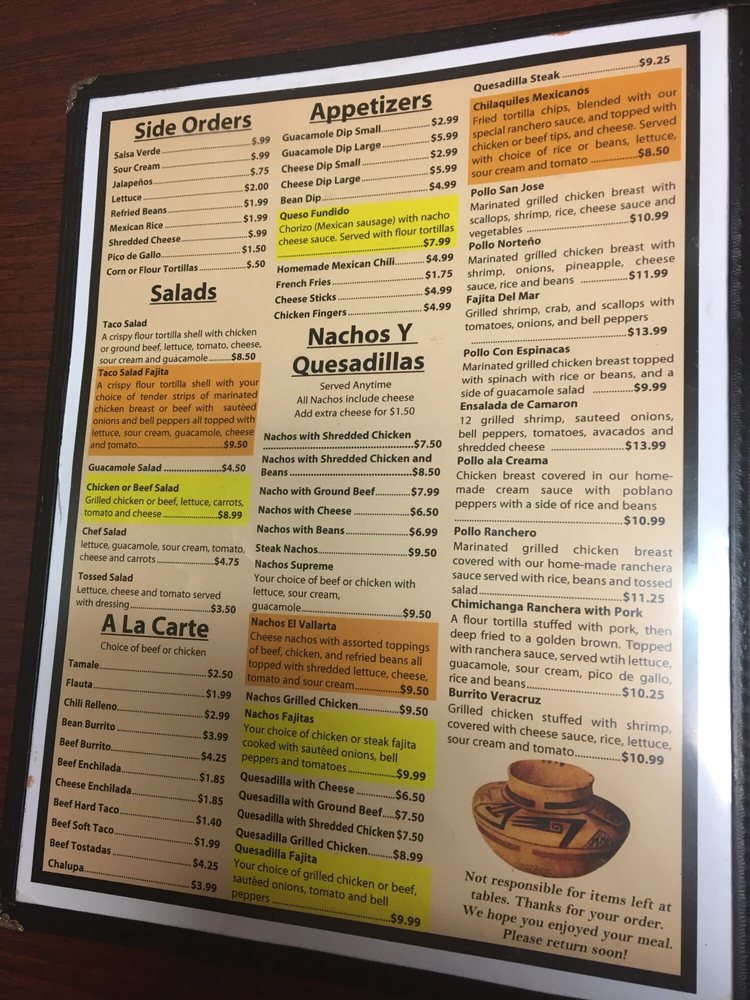 Side Orders
Salsa Verde $.99
Sour Cream $.99
Jalapeños $.75
Lettuce $2.00
Refried Beans $1.99
Mexican Rice $1.99
Shredded Cheese $.99
Pico de Gallo $1.50
Corn or Flour Tortillas $.50
Salads
Taco Salad
A crispy flour tortilla shell with chicken
or ground beef, lettuce, tomato, cheese,
sour cream and guacamole $8.50
Taco Salad Fajita
A crispy flour tortilla shell with your
choice of tender strips of marinated
chicken breast or beef with sautéed
onions and bell peppers all topped with
lettuce, sour cream, guacamole, cheese
and tomato $9.50
Guacamole Salad $4.50
Chicken or Beef Salad
Grilled chicken or beef, lettuce, carrots,
tomato and cheese $8.99
Chef Salad
lettuce, guacamole, sour cream, tomato,
cheese and carrots $4.75
Tossed Salad
Lettuce, cheese and tomato served
with dressing $3.50
A La Carte
Choice of beef or chicken
Tamale $2.50
Flauta $1.99
Chili Relleno $2.99
Bean Burrito $3.99
Beef Burrito $4.25
Beef Enchilada $1.85
Cheese Enchilada $1.85
Beef Hard Taco $1.40
Beef Soft Taco $1.99
Beef Tostadas $4.25
Chalupa $3.99
Appetizers
Guacamole Dip Small $2.99
Guacamole Dip Large $5.99
Cheese Dip Small $2.99
Cheese Dip Large $5.99
Bean Dip $4.99
Queso Fundido
Chorizo (Mexican sausage) with nacho
cheese sauce. Served with flour tortillas
$7.99
Homemade Mexican Chili $4.99
French Fries $1.75
Cheese Sticks $4.99
Chicken Fingers $4.99
Nachos Y
Quesadillas
Served Anytime
All Nachos include cheese
Add extra cheese for $1.50
Nachos with Shredded Chicken
$7.50
Nachos with Shredded Chicken and
Beans $8.50
Nacho with Ground Beef $7.99
Nachos with Cheese $6.50
Nachos with Beans $6.99
Steak Nachos $9.50
Nachos Supreme
Your choice of beef or chicken with
lettuce, sour cream,
guacamole $9.50
Nachos El Vallarta
Cheese nachos with assorted toppings
of beef, chicken, and refried beans all
topped with shredded lettuce, cheese,
tomato and sour cream $9.50
Nachos Grilled Chicken $9.50
Nachos Fajitas
Your choice of chicken or steak fajita
cooked with sautéed onions, bell
peppers and tomatoes $9.99
Quesadilla with Cheese $6.50
Quesadilla with Ground Beef $7.50
Quesadilla with Shredded Chicken $7.50
Quesadilla Grilled Chicken $8.99
Quesadilla Fajita
Your choice of grilled chicken or beef,
sautéed onions, tomato and bell
peppers $9.99
Quesadilla Steak $9.25
Chilaquiles Mexicanos
Fried tortilla chips, blended with our
special ranchero sauce, and topped with
chicken or beef tips, and cheese. Served
with choice of rice or beans, lettuce,
sour cream and tomato $8.50
Pollo San Jose
Marinated grilled chicken breast with
scallops, shrimp, rice, cheese sauce and
vegetables $10.99
Pollo Norteño
Marinated grilled chicken breast with
shrimp, onions, pineapple, cheese
sauce, rice and beans $11.99
Fajita Del Mar
Grilled shrimp, crab, and scallops with
tomatoes, onions, and bell peppers
$13.99
Pollo Con Espinacas
Marinated grilled chicken breast topped
with spinach with rice or beans, and a
side of guacamole salad $9.99
Ensalada de Camaron
12 grilled shrimp, sauteed onions,
bell peppers, tomatoes, avacados and
shredded cheese $13.99
Pollo ala Creama
Chicken breast covered in our home-
made cream sauce with poblano
peppers with a side of rice and beans
$10.99
Pollo Ranchero
Marinated grilled chicken breast
covered with our home-made ranchera
sauce served with rice, beans and tossed
salad $11.25
Chimichanga Ranchera with Pork
A flour tortilla stuffed with pork, then
deep fried to a golden brown. Topped
with ranchera sauce, served wtih lettuce,
guacamole, sour cream, pico de gallo,
rice and beans $10.25
Burrito Veracruz
Grilled chicken stuffed with shrimp,
covered with cheese sauce, rice, lettuce,
sour cream and tomato $10.99
Not responsible for items left at
tables. Thanks for your order.
We hope you enjoyed your meal.
Please return soon!